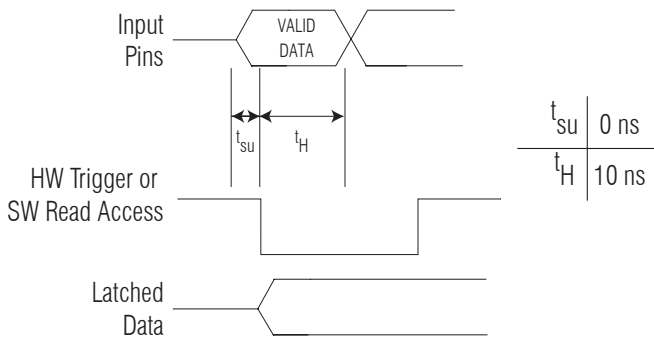 Input
Pins
VALID
DATA
tsu
tH
tsu 0 ns
tH 10 ns
HW Trigger or
SW Read Access
Latched
Data